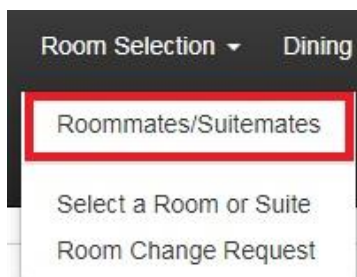 Room Selection Dining
Roommates/Suitemates
Select a Room or Suite
Room Change Request